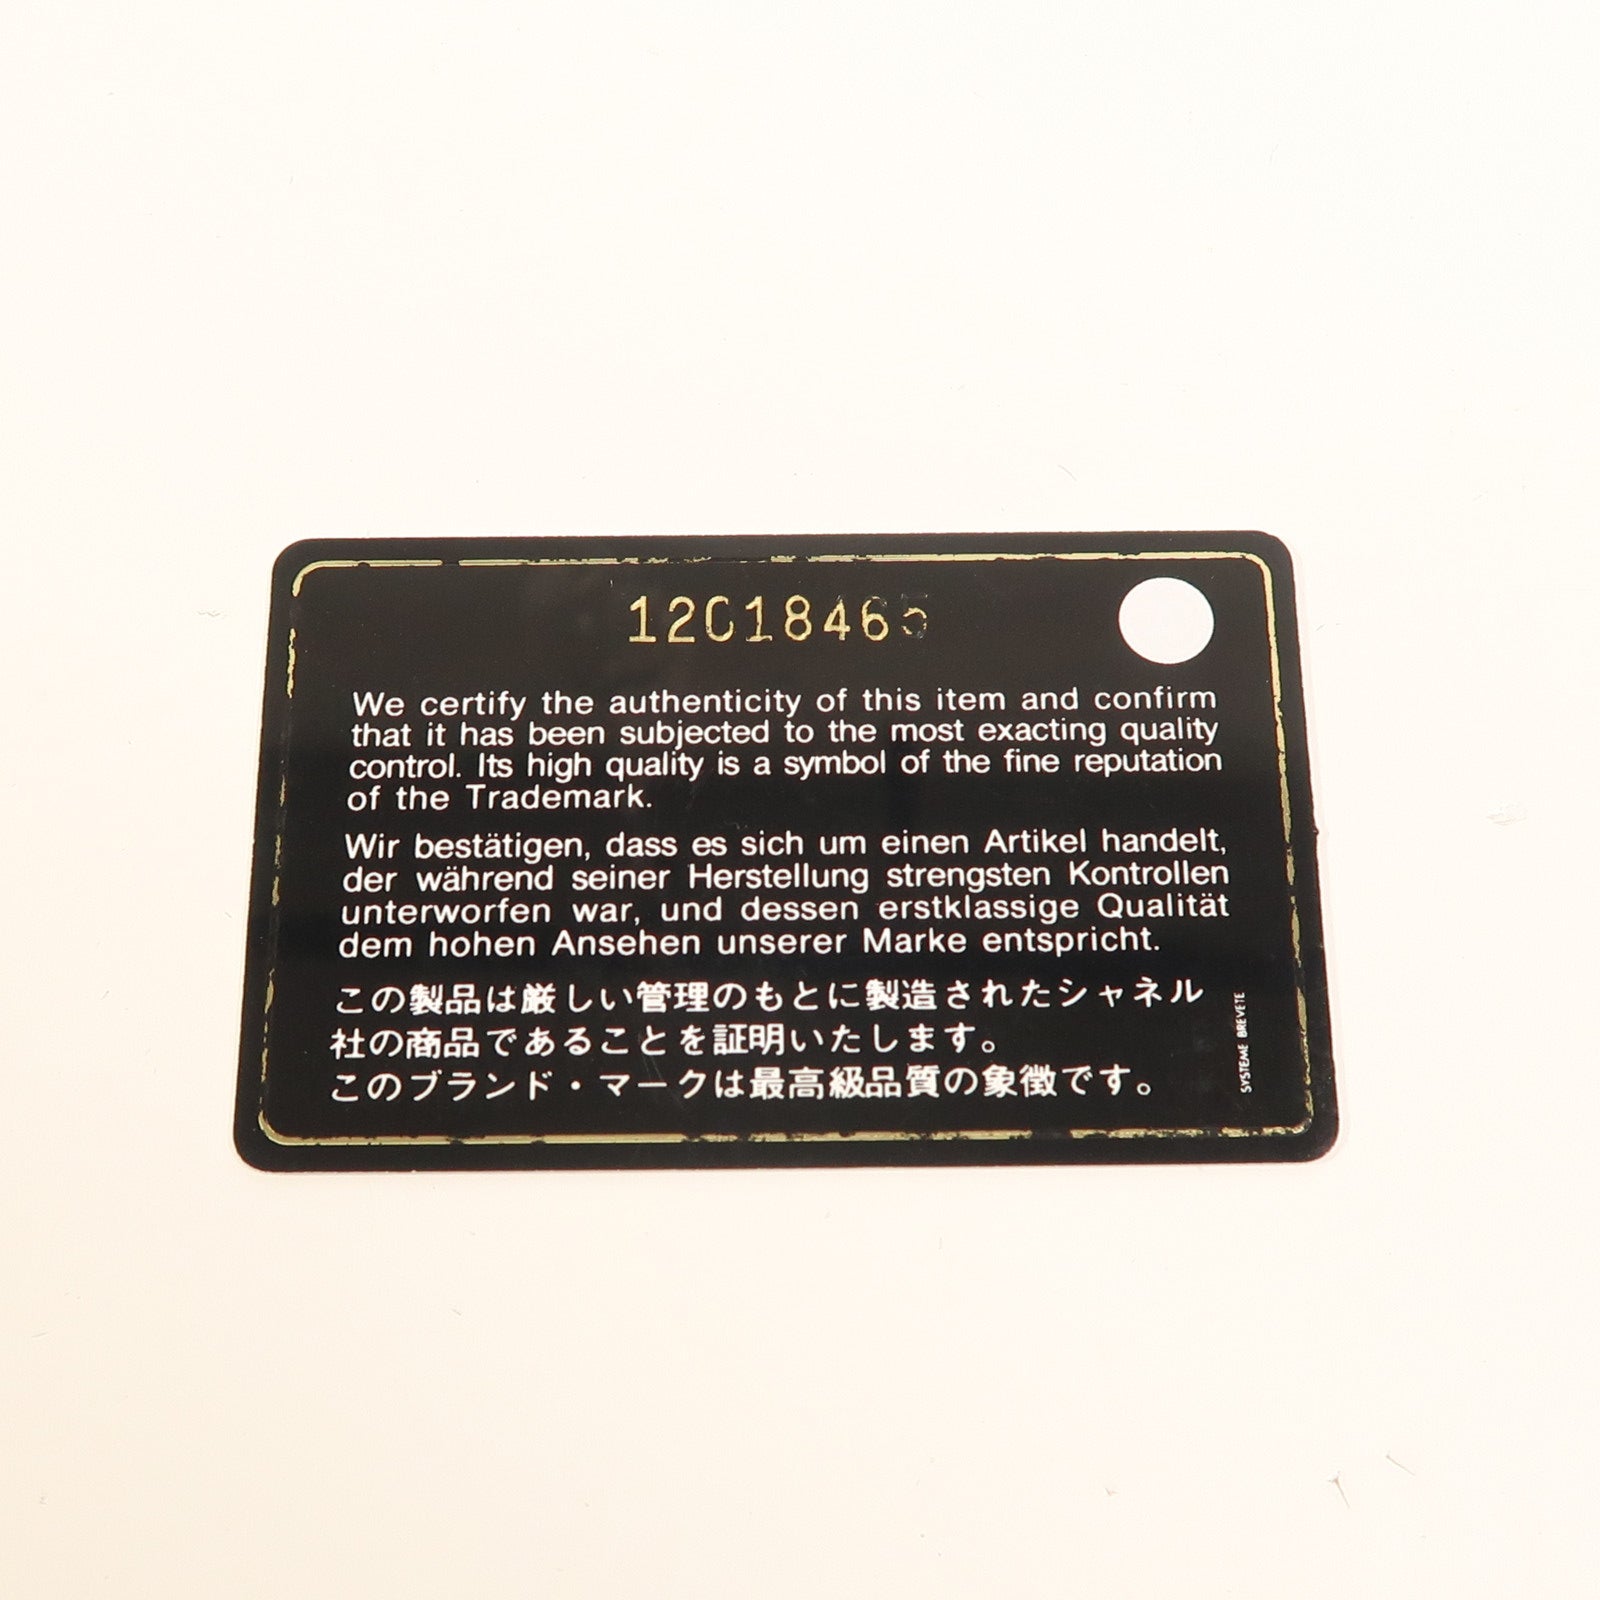 12018465
We certify the authenticity of this item and confirm
that it has been subjected to the most exacting quality
control. Its high quality is a symbol of the fine reputation
of the Trademark.
Wir bestätigen, dass es sich um einen Artikel handelt,
der während seiner Herstellung strengsten Kontrollen
unterworfen war, und dessen erstklassige Qualität
dem hohen Ansehen unserer Marke entspricht.
この製品は厳しい管理のもとに製造されたシャネル
社の商品であることを証明いたします。
このブランド・マークは最高級品質の象徴です。
SYSTEME BREVETE